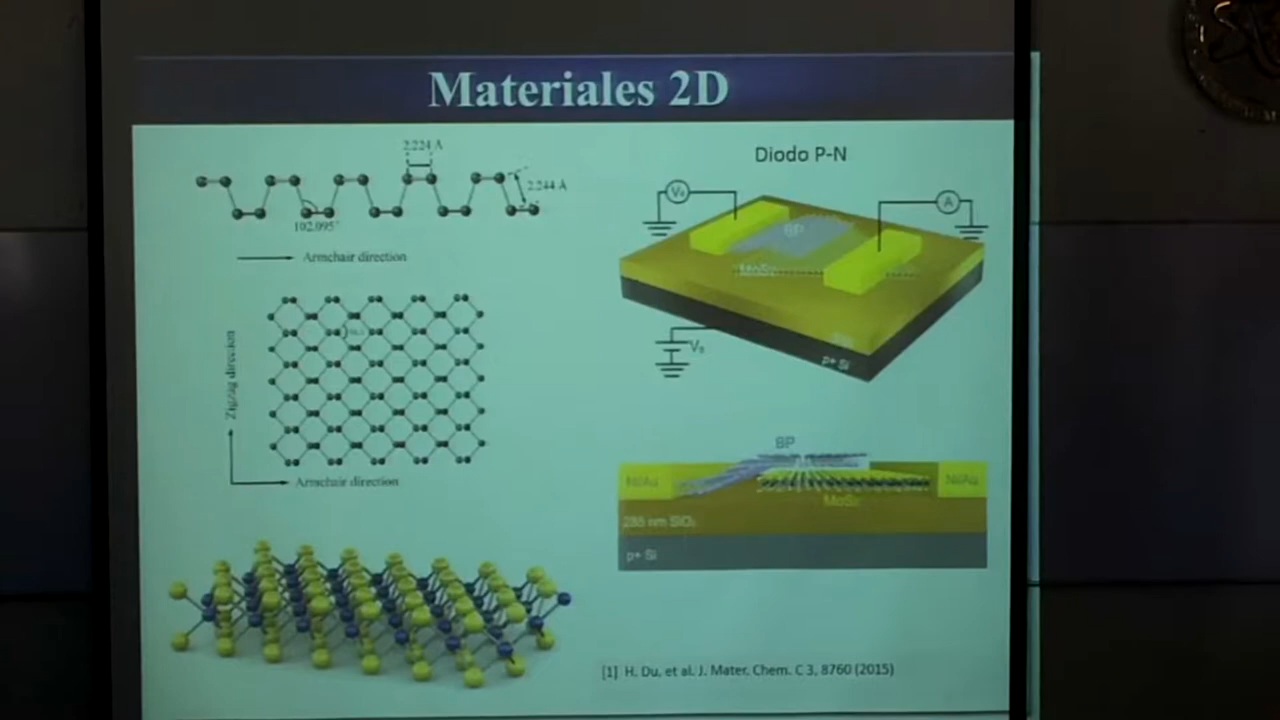 Materiales 2D
2.224 Å
2.244 Å
102.095°
Armchair direction
Zigzag direction
Armchair direction
Diodo P-N
A
BP
MoS₂
p+ Si
BP
Ni/Au
Ni/Au
MoS₂
285 nm SiO₂
p+ Si
[1] H. Du, et al. J. Mater. Chem. C 3, 8760 (2015)